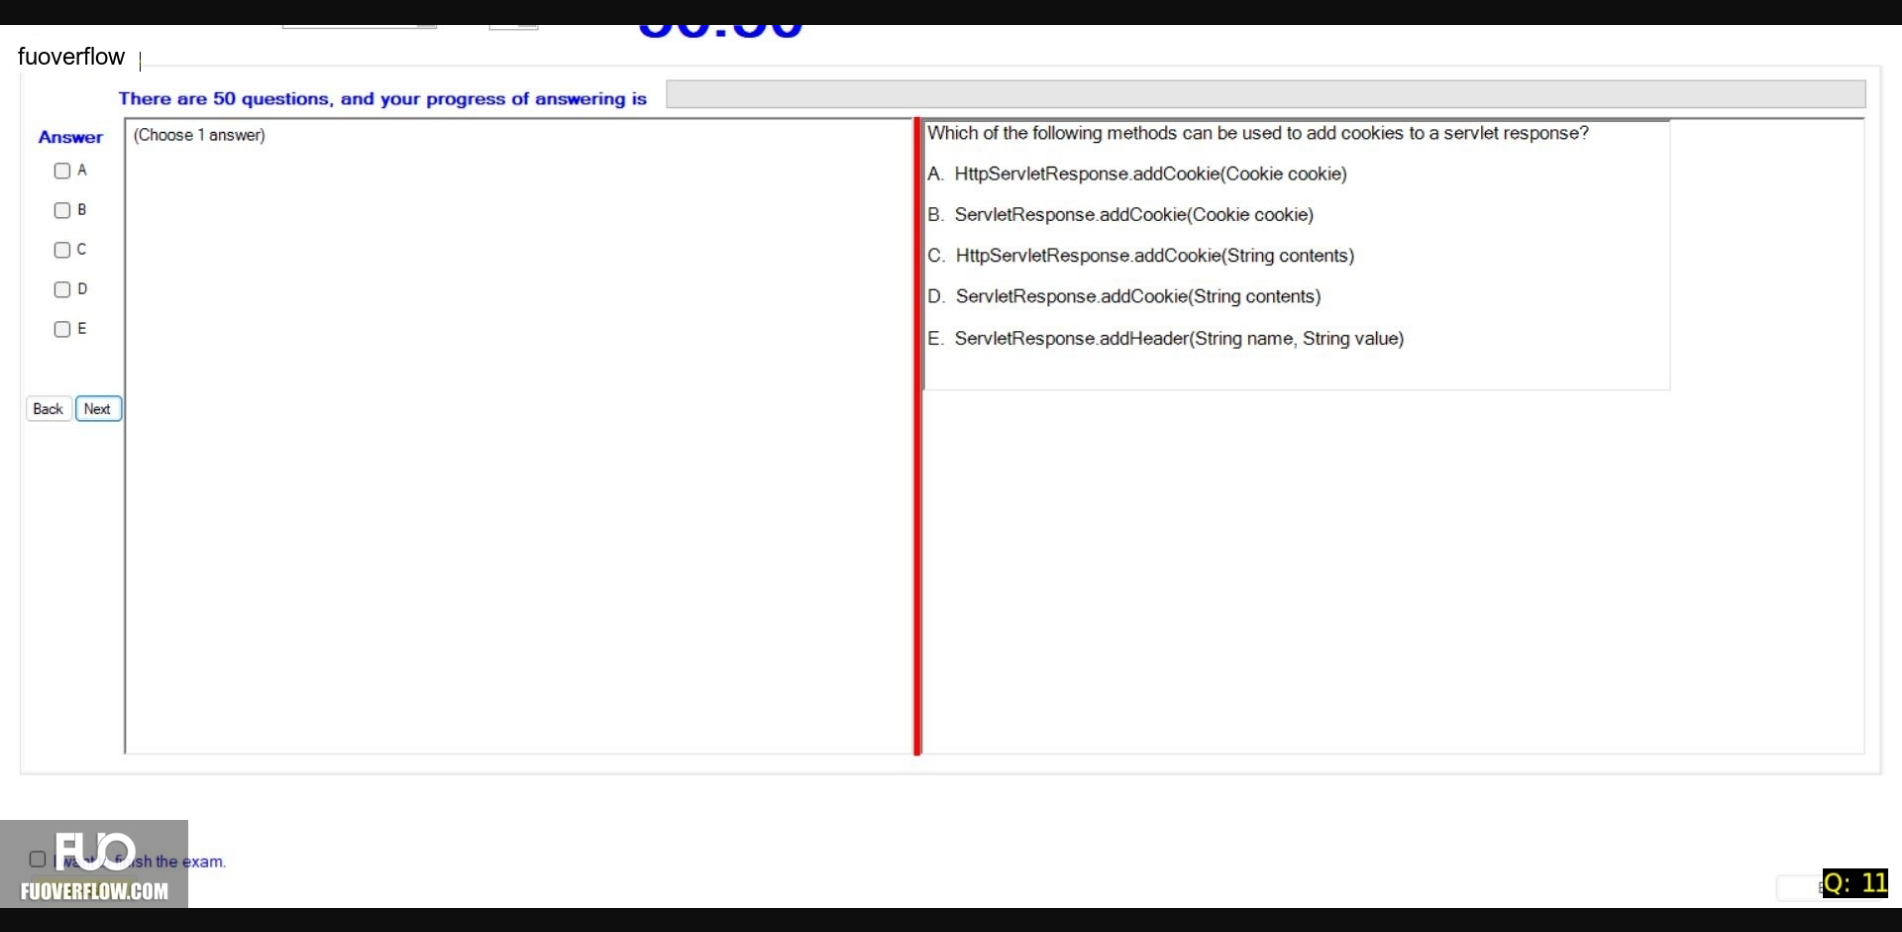 fuoverflow
There are 50 questions, and your progress of answering is
Answer
(Choose 1 answer)
A
B
C
D
E
Back Next
Which of the following methods can be used to add cookies to a servlet response?
A. HttpServletResponse.addCookie(Cookie cookie)
B. ServletResponse.addCookie(Cookie cookie)
C. HttpServletResponse.addCookie(String contents)
D. ServletResponse.addCookie(String contents)
E. ServletResponse.addHeader(String name, String value)
FUO
the exam.
FUOVERFLOW.COM
Q: 11